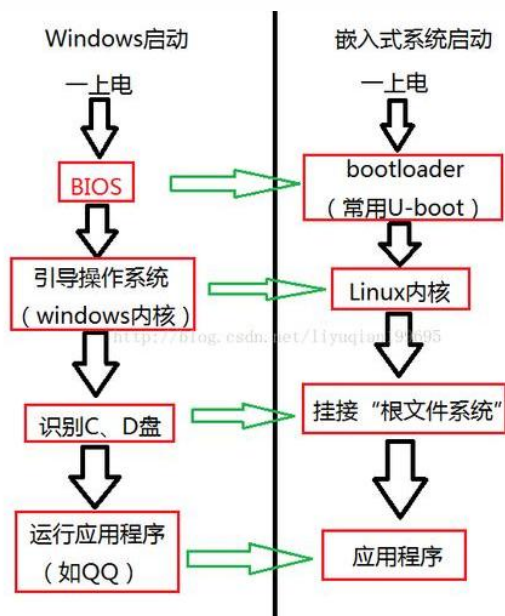 Windows启动
一上电
BIOS
引导操作系统
（windows内核）
识别C、D盘
运行应用程序
（如QQ）
嵌入式系统启动
一上电
bootloader
（常用U-boot）
Linux内核
挂接“根文件系统”
应用程序